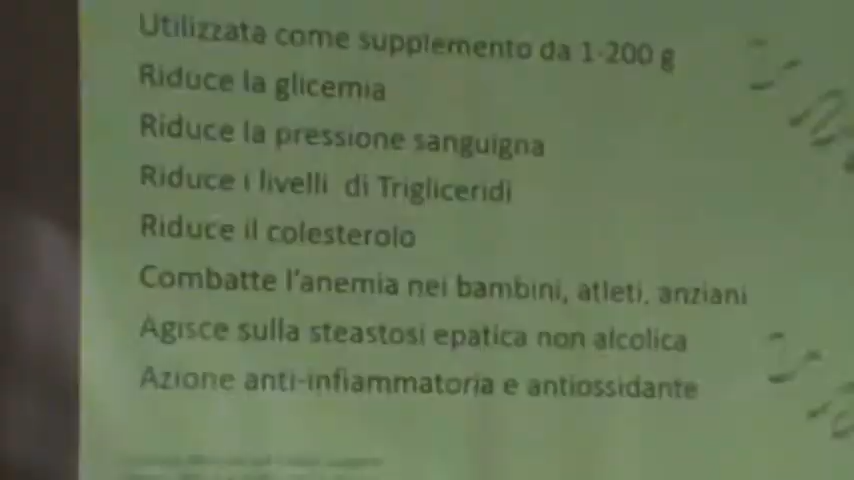 Utilizzata come supplemento da 1-200 g
Riduce la glicemia
Riduce la pressione sanguigna
Riduce i livelli di Trigliceridi
Riduce il colesterolo
Combatte l'anemia nei bambini, atleti, anziani
Agisce sulla steastosi epatica non alcolica
Azione anti-infiammatoria e antiossidante